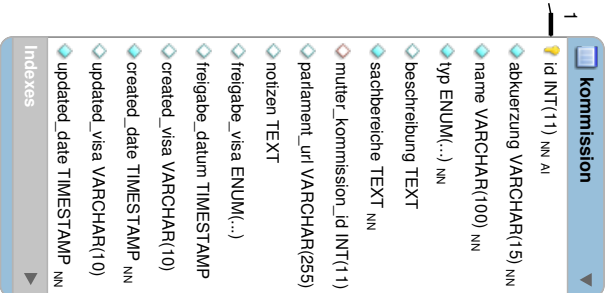 1
kommission
id INT(11) NN AI
abkuerzung VARCHAR(15) NN
name VARCHAR(100) NN
typ ENUM(...) NN
beschreibung TEXT
sachbereiche TEXT NN
mutter_kommission_id INT(11)
parlament_url VARCHAR(255)
notizen TEXT
freigabe_visa ENUM(...)
freigabe_datum TIMESTAMP
created_visa VARCHAR(10)
created_date TIMESTAMP NN
updated_visa VARCHAR(10)
updated_date TIMESTAMP NN
Indexes